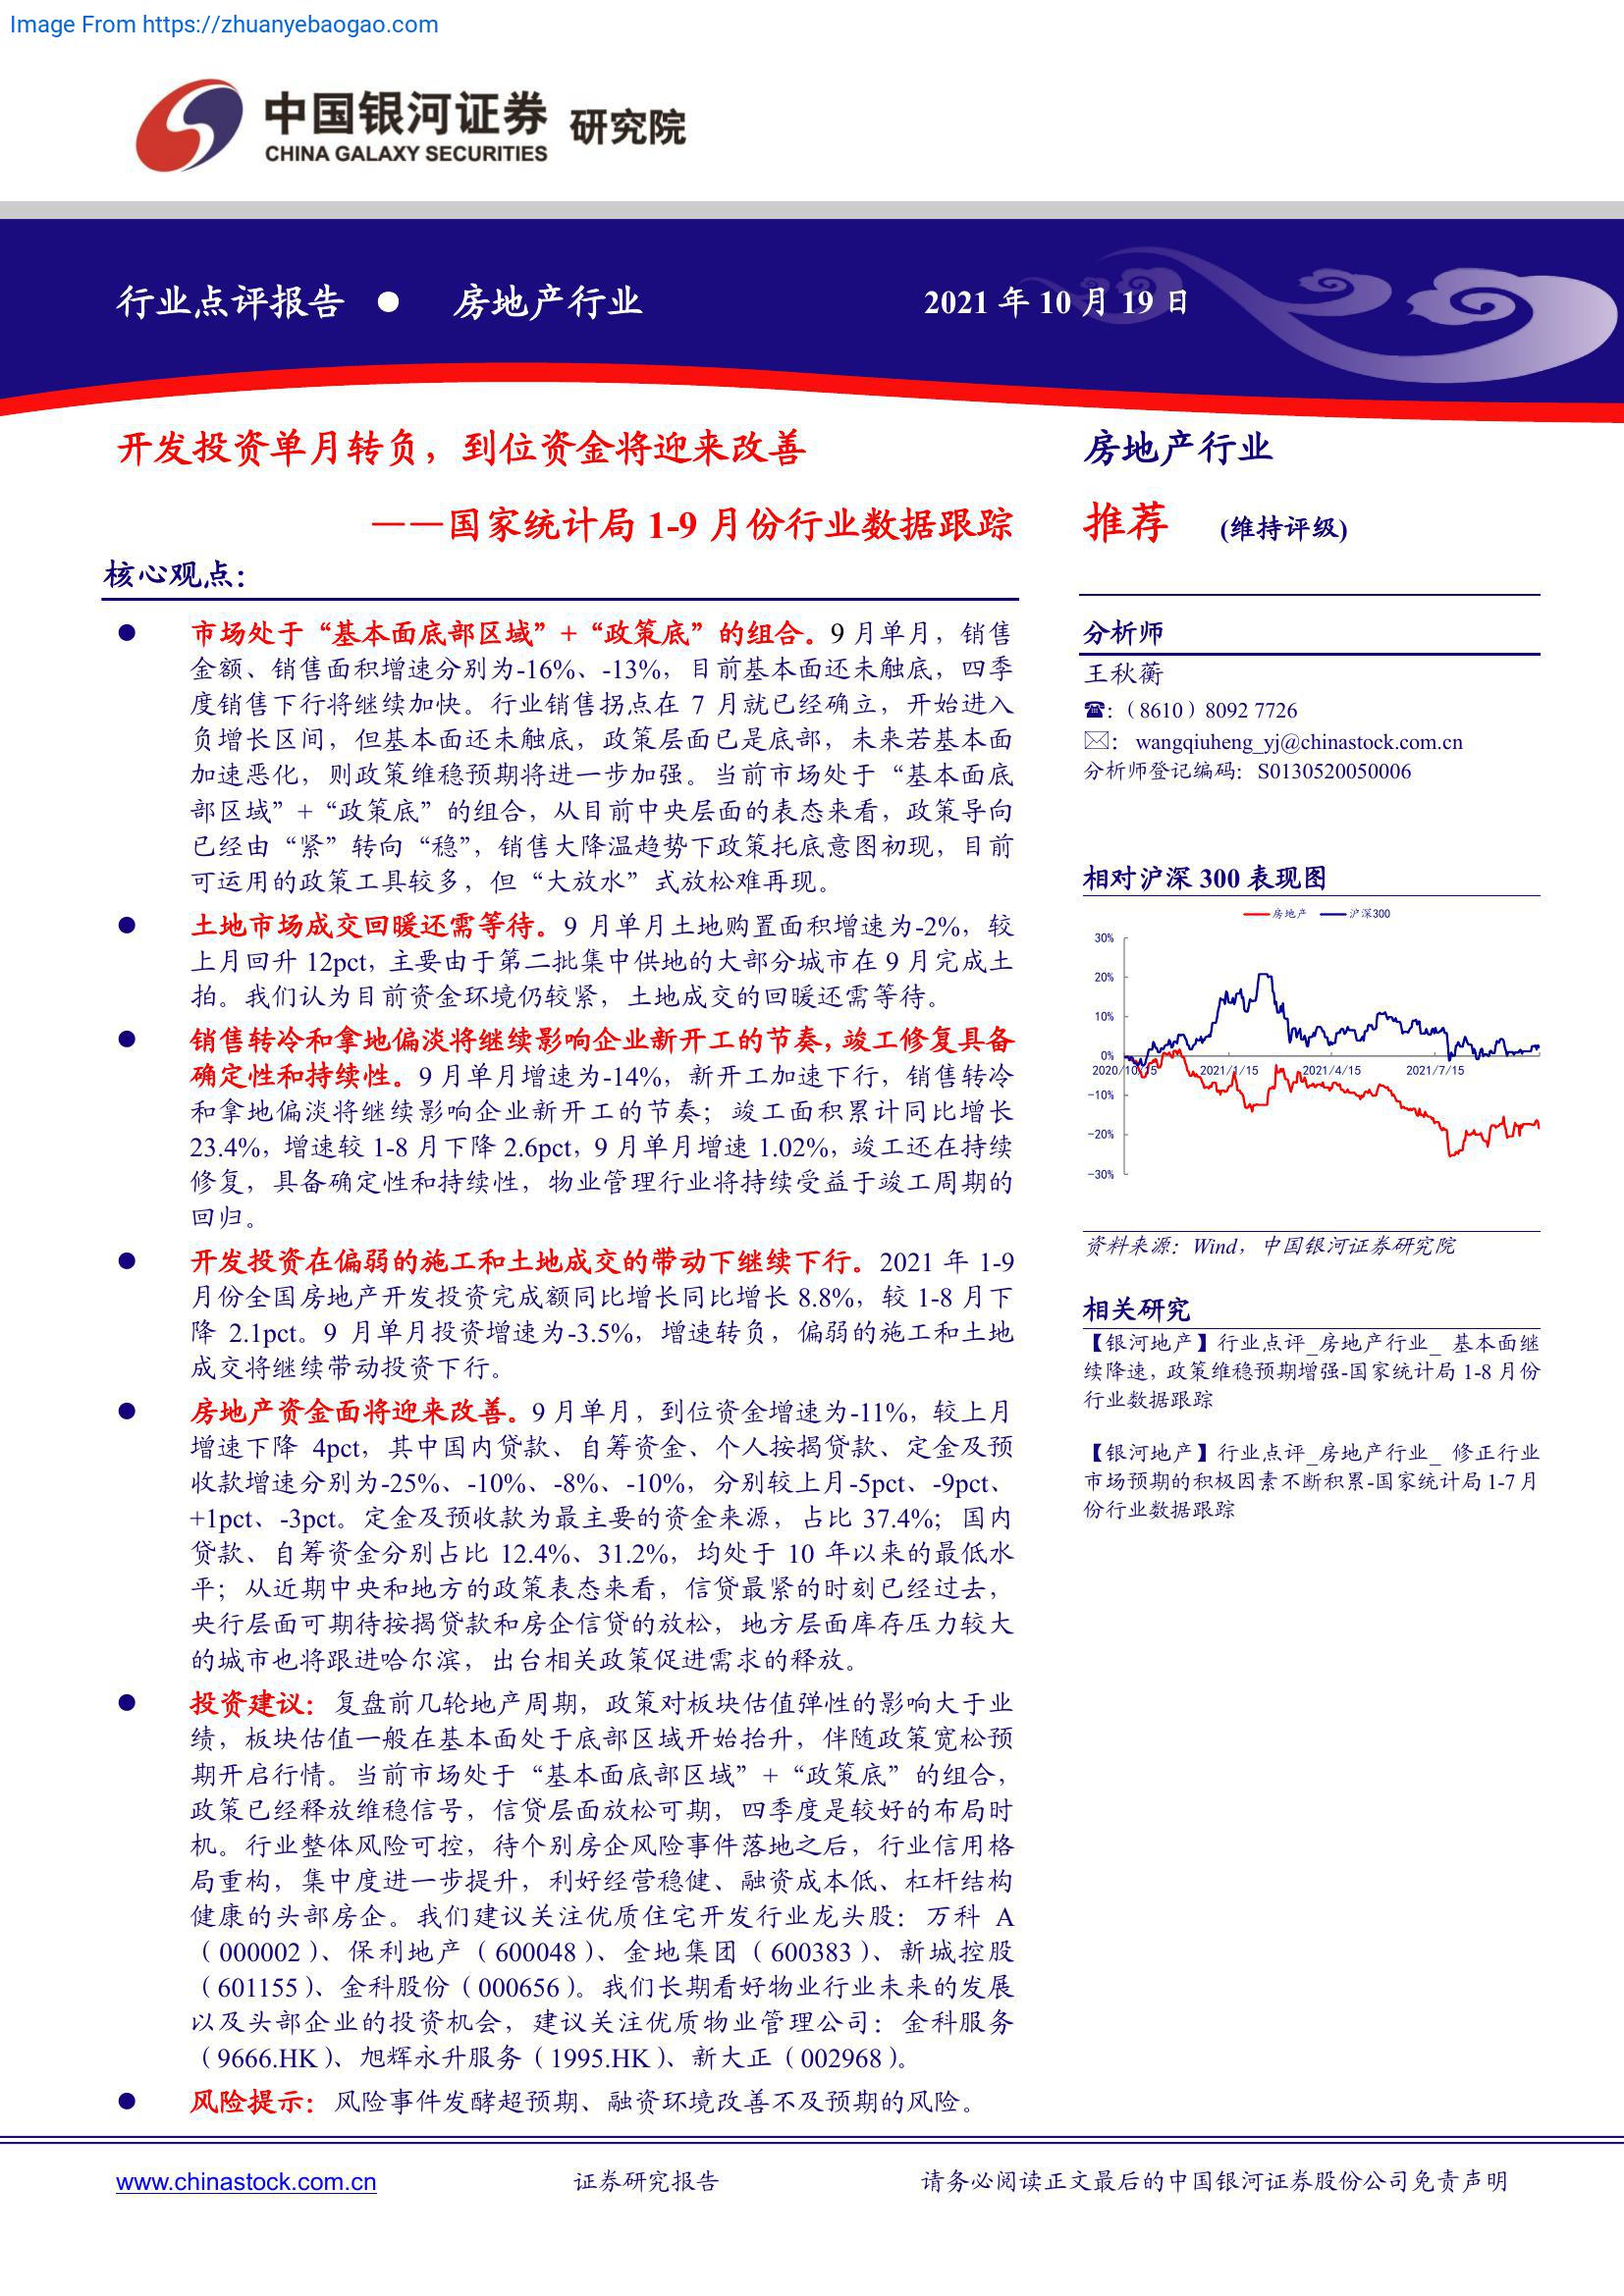 Image From https://zhuanyebaogao.com
中国银河证券 研究院
CHINA GALAXY SECURITIES
行业点评报告 ● 房地产行业
2021 年 10 月 19 日
开发投资单月转负，到位资金将迎来改善
——国家统计局 1-9 月份行业数据跟踪
核心观点：
● 市场处于“基本面底部区域”+“政策底”的组合。9 月单月，销售
金额、销售面积增速分别为-16%、-13%，目前基本面还未触底，四季
度销售下行将继续加快。行业销售拐点在 7 月就已经确立，开始进入
负增长区间，但基本面还未触底，政策层面已是底部，未来若基本面
加速恶化，则政策维稳预期将进一步加强。当前市场处于“基本面底
部区域”+“政策底”的组合，从目前中央层面的表态来看，政策导向
已经由“紧”转向“稳”，销售大降温趋势下政策托底意图初现，目前
可运用的政策工具较多，但“大放水”式放松难再现。
● 土地市场成交回暖还需等待。9 月单月土地购置面积增速为-2%，较
上月回升 12pct，主要由于第二批集中供地的大部分城市在 9 月完成土
拍。我们认为目前资金环境仍较紧，土地成交的回暖还需等待。
● 销售转冷和拿地偏淡将继续影响企业新开工的节奏，竣工修复具备
确定性和持续性。9 月单月增速为-14%，新开工加速下行，销售转冷
和拿地偏淡将继续影响企业新开工的节奏；竣工面积累计同比增长
23.4%，增速较 1-8 月下降 2.6pct，9 月单月增速 1.02%，竣工还在持续
修复，具备确定性和持续性，物业管理行业将持续受益于竣工周期的
回归。
● 开发投资在偏弱的施工和土地成交的带动下继续下行。2021 年 1-9
月份全国房地产开发投资完成额同比增长同比增长 8.8%，较 1-8 月下
降 2.1pct。9 月单月投资增速为-3.5%，增速转负，偏弱的施工和土地
成交将继续带动投资下行。
● 房地产资金面将迎来改善。9 月单月，到位资金增速为-11%，较上月
增速下降 4pct，其中国内贷款、自筹资金、个人按揭贷款、定金及预
收款增速分别为-25%、-10%、-8%、-10%，分别较上月-5pct、-9pct、
+1pct、-3pct。定金及预收款为最主要的资金来源，占比 37.4%；国内
贷款、自筹资金分别占比 12.4%、31.2%，均处于 10 年以来的最低水
平；从近期中央和地方的政策表态来看，信贷最紧的时刻已经过去，
央行层面可期待按揭贷款和房企信贷的放松，地方层面库存压力较大
的城市也将跟进哈尔滨，出台相关政策促进需求的释放。
● 投资建议：复盘前几轮地产周期，政策对板块估值弹性的影响大于业
绩，板块估值一般在基本面处于底部区域开始抬升，伴随政策宽松预
期开启行情。当前市场处于“基本面底部区域”+“政策底”的组合，
政策已经释放维稳信号，信贷层面放松可期，四季度是较好的布局时
机。行业整体风险可控，待个别房企风险事件落地之后，行业信用格
局重构，集中度进一步提升，利好经营稳健、融资成本低、杠杆结构
健康的头部房企。我们建议关注优质住宅开发行业龙头股：万科 A
（000002）、保利地产（600048）、金地集团（600383）、新城控股
（601155）、金科股份（000656）。我们长期看好物业行业未来的发展
以及头部企业的投资机会，建议关注优质物业管理公司：金科服务
（9666.HK）、旭辉永升服务（1995.HK）、新大正（002968）。
● 风险提示：风险事件发酵超预期、融资环境改善不及预期的风险。
房地产行业
推荐 (维持评级)
分析师
王秋蘅
☎:（8610）8092 7726
✉: wangqiuheng_yj@chinastock.com.cn
分析师登记编码：S0130520050006
相对沪深 300 表现图
房地产 沪深300
30%
20%
10%
0%
2020/10/15 2021/1/15 2021/4/15 2021/7/15
-10%
-20%
-30%
资料来源：Wind，中国银河证券研究院
相关研究
【银河地产】行业点评_房地产行业_ 基本面继
续降速，政策维稳预期增强-国家统计局 1-8 月份
行业数据跟踪
【银河地产】行业点评_房地产行业_ 修正行业
市场预期的积极因素不断积累-国家统计局 1-7 月
份行业数据跟踪
www.chinastock.com.cn
证券研究报告
请务必阅读正文最后的中国银河证券股份公司免责声明